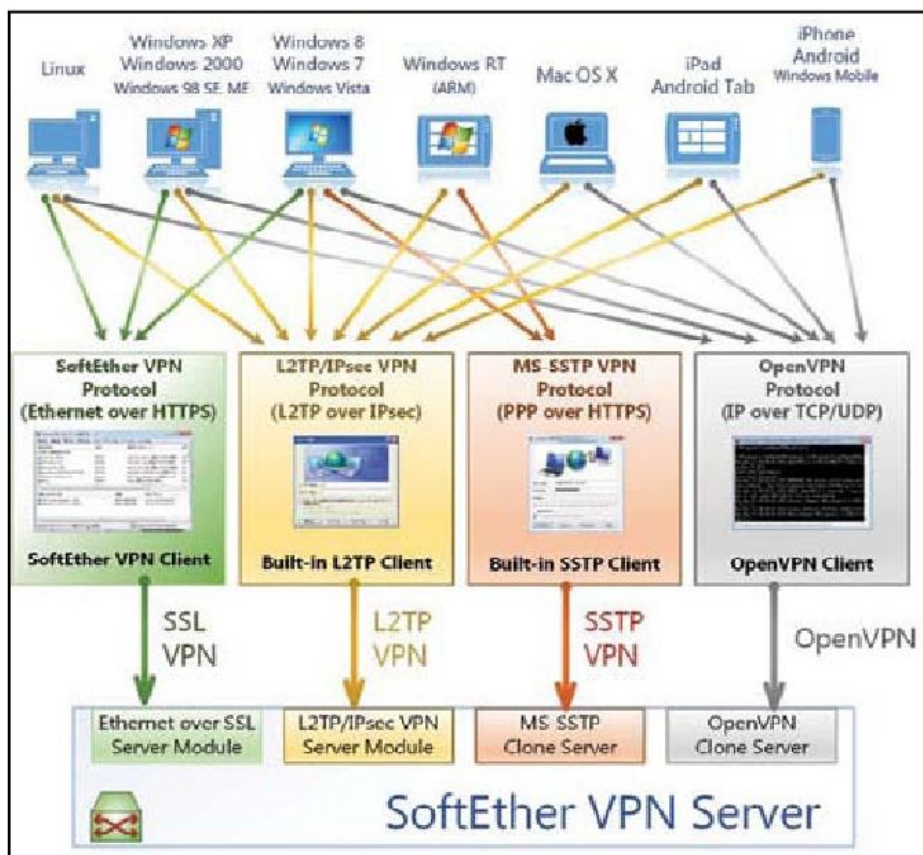 Linux
Windows XP
Windows 2000
Windows 98 SE, ME
Windows 8
Windows 7
Windows Vista
Windows RT
(ARM)
Mac OS X
iPad
Android Tab
iPhone
Android
Windows Mobile
SoftEther VPN
Protocol
(Ethernet over HTTPS)
SoftEther VPN Client
L2TP/IPsec VPN
Protocol
(L2TP over IPsec)
Built-in L2TP Client
MS-SSTP VPN
Protocol
(PPP over HTTPS)
Built-in SSTP Client
OpenVPN
Protocol
(IP over TCP/UDP)
OpenVPN Client
SSL
VPN
L2TP
VPN
SSTP
VPN
OpenVPN
Ethernet over SSL
Server Module
L2TP/IPsec VPN
Server Module
MS-SSTP
Clone Server
OpenVPN
Clone Server
SoftEther VPN Server